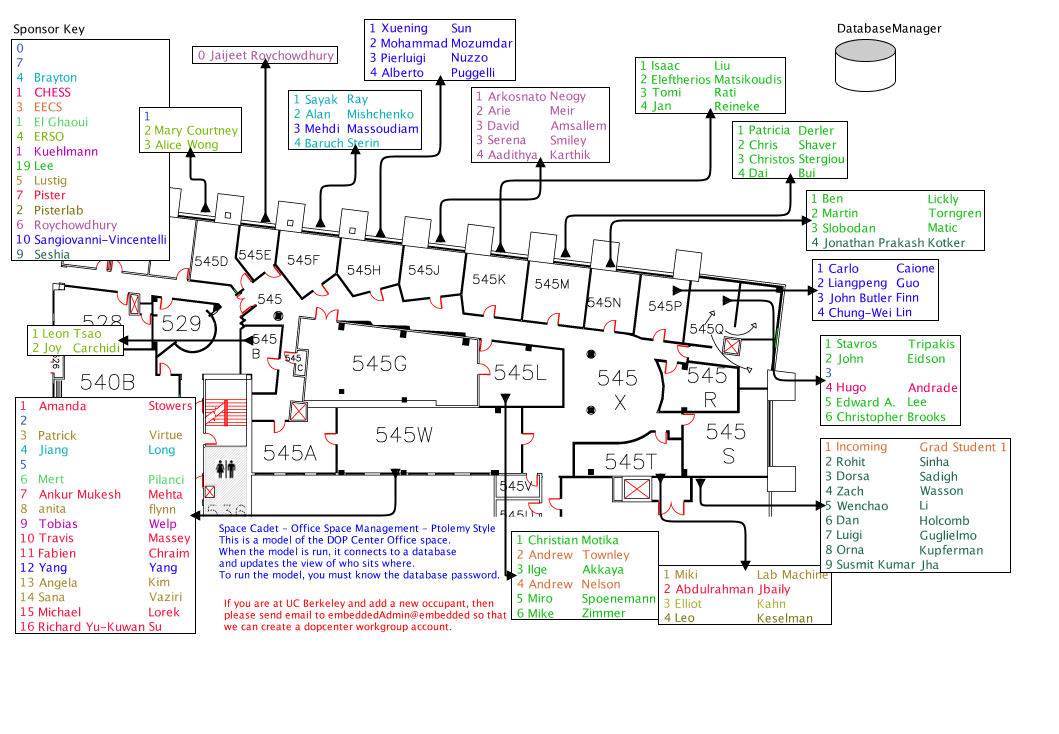 Sponsor Key
0
7
4 Brayton
1 CHESS
3 EECS
1 El Ghaoui
4 ERSO
1 Kuehlmann
19 Lee
5 Lustig
7 Pister
2 Pisterlab
6 Roychowdhury
10 Sangiovanni-Vincentelli
9 Seshia
0 Jaijeet Roychowdhury
1 Xuening Sun
2 Mohammad Mozumdar
3 Pierluigi Nuzzo
4 Alberto Puggelli
DatabaseManager
1
2 Mary Courtney
3 Alice Wong
1 Sayak Ray
2 Alan Mishchenko
3 Mehdi Massoudiam
4 Baruch Sterin
1 Arkosnato Neogy
2 Arie Meir
3 David Amsallem
4 Serena Smiley
4 Aadithya Karthik
1 Isaac Liu
2 Eleftherios Matsikoudis
3 Tomi Rati
4 Jan Reineke
1 Patricia Derler
2 Chris Shaver
3 Christos Stergiou
4 Dai Bui
1 Ben Lickly
2 Martin Torngren
3 Slobodan Matic
4 Jonathan Prakash Kotker
1 Carlo Caione
2 Liangpeng Guo
3 John Butler Finn
4 Chung-Wei Lin
545D
545E
545F
545H
545J
545K
545M
545N
545P
545Q
528
529
545
545
B
545
C
545G
545L
545
X
545
R
545
S
545T
545V
545W
545A
540B
1 Leon Tsao
2 Joy Carchidi
1 Stavros Tripakis
2 John Eidson
3
4 Hugo Andrade
5 Edward A. Lee
6 Christopher Brooks
1 Amanda Stowers
2
3 Patrick Virtue
4 Jiang Long
5
6 Mert Pilanci
7 Ankur Mukesh Mehta
8 anita flynn
9 Tobias Welp
10 Travis Massey
11 Fabien Chraim
12 Yang Yang
13 Angela Kim
14 Sana Vaziri
15 Michael Lorek
16 Richard Yu-Kuwan Su
1 Incoming Grad Student 1
2 Rohit Sinha
3 Dorsa Sadigh
4 Zach Wasson
5 Wenchao Li
6 Dan Holcomb
7 Luigi Guglielmo
8 Orna Kupferman
9 Susmit Kumar Jha
Space Cadet - Office Space Management - Ptolemy Style
This is a model of the DOP Center Office space.
When the model is run, it connects to a database
and updates the view of who sits where.
To run the model, you must know the database password.
1 Christian Motika
2 Andrew Townley
3 Ilge Akkaya
4 Andrew Nelson
5 Miro Spoenemann
6 Mike Zimmer
1 Miki Lab Machine
2 Abdulrahman Jbaily
3 Elliot Kahn
4 Leo Keselman
If you are at UC Berkeley and add a new occupant, then
please send email to embeddedAdmin@embedded so that
we can create a dopcenter workgroup account.